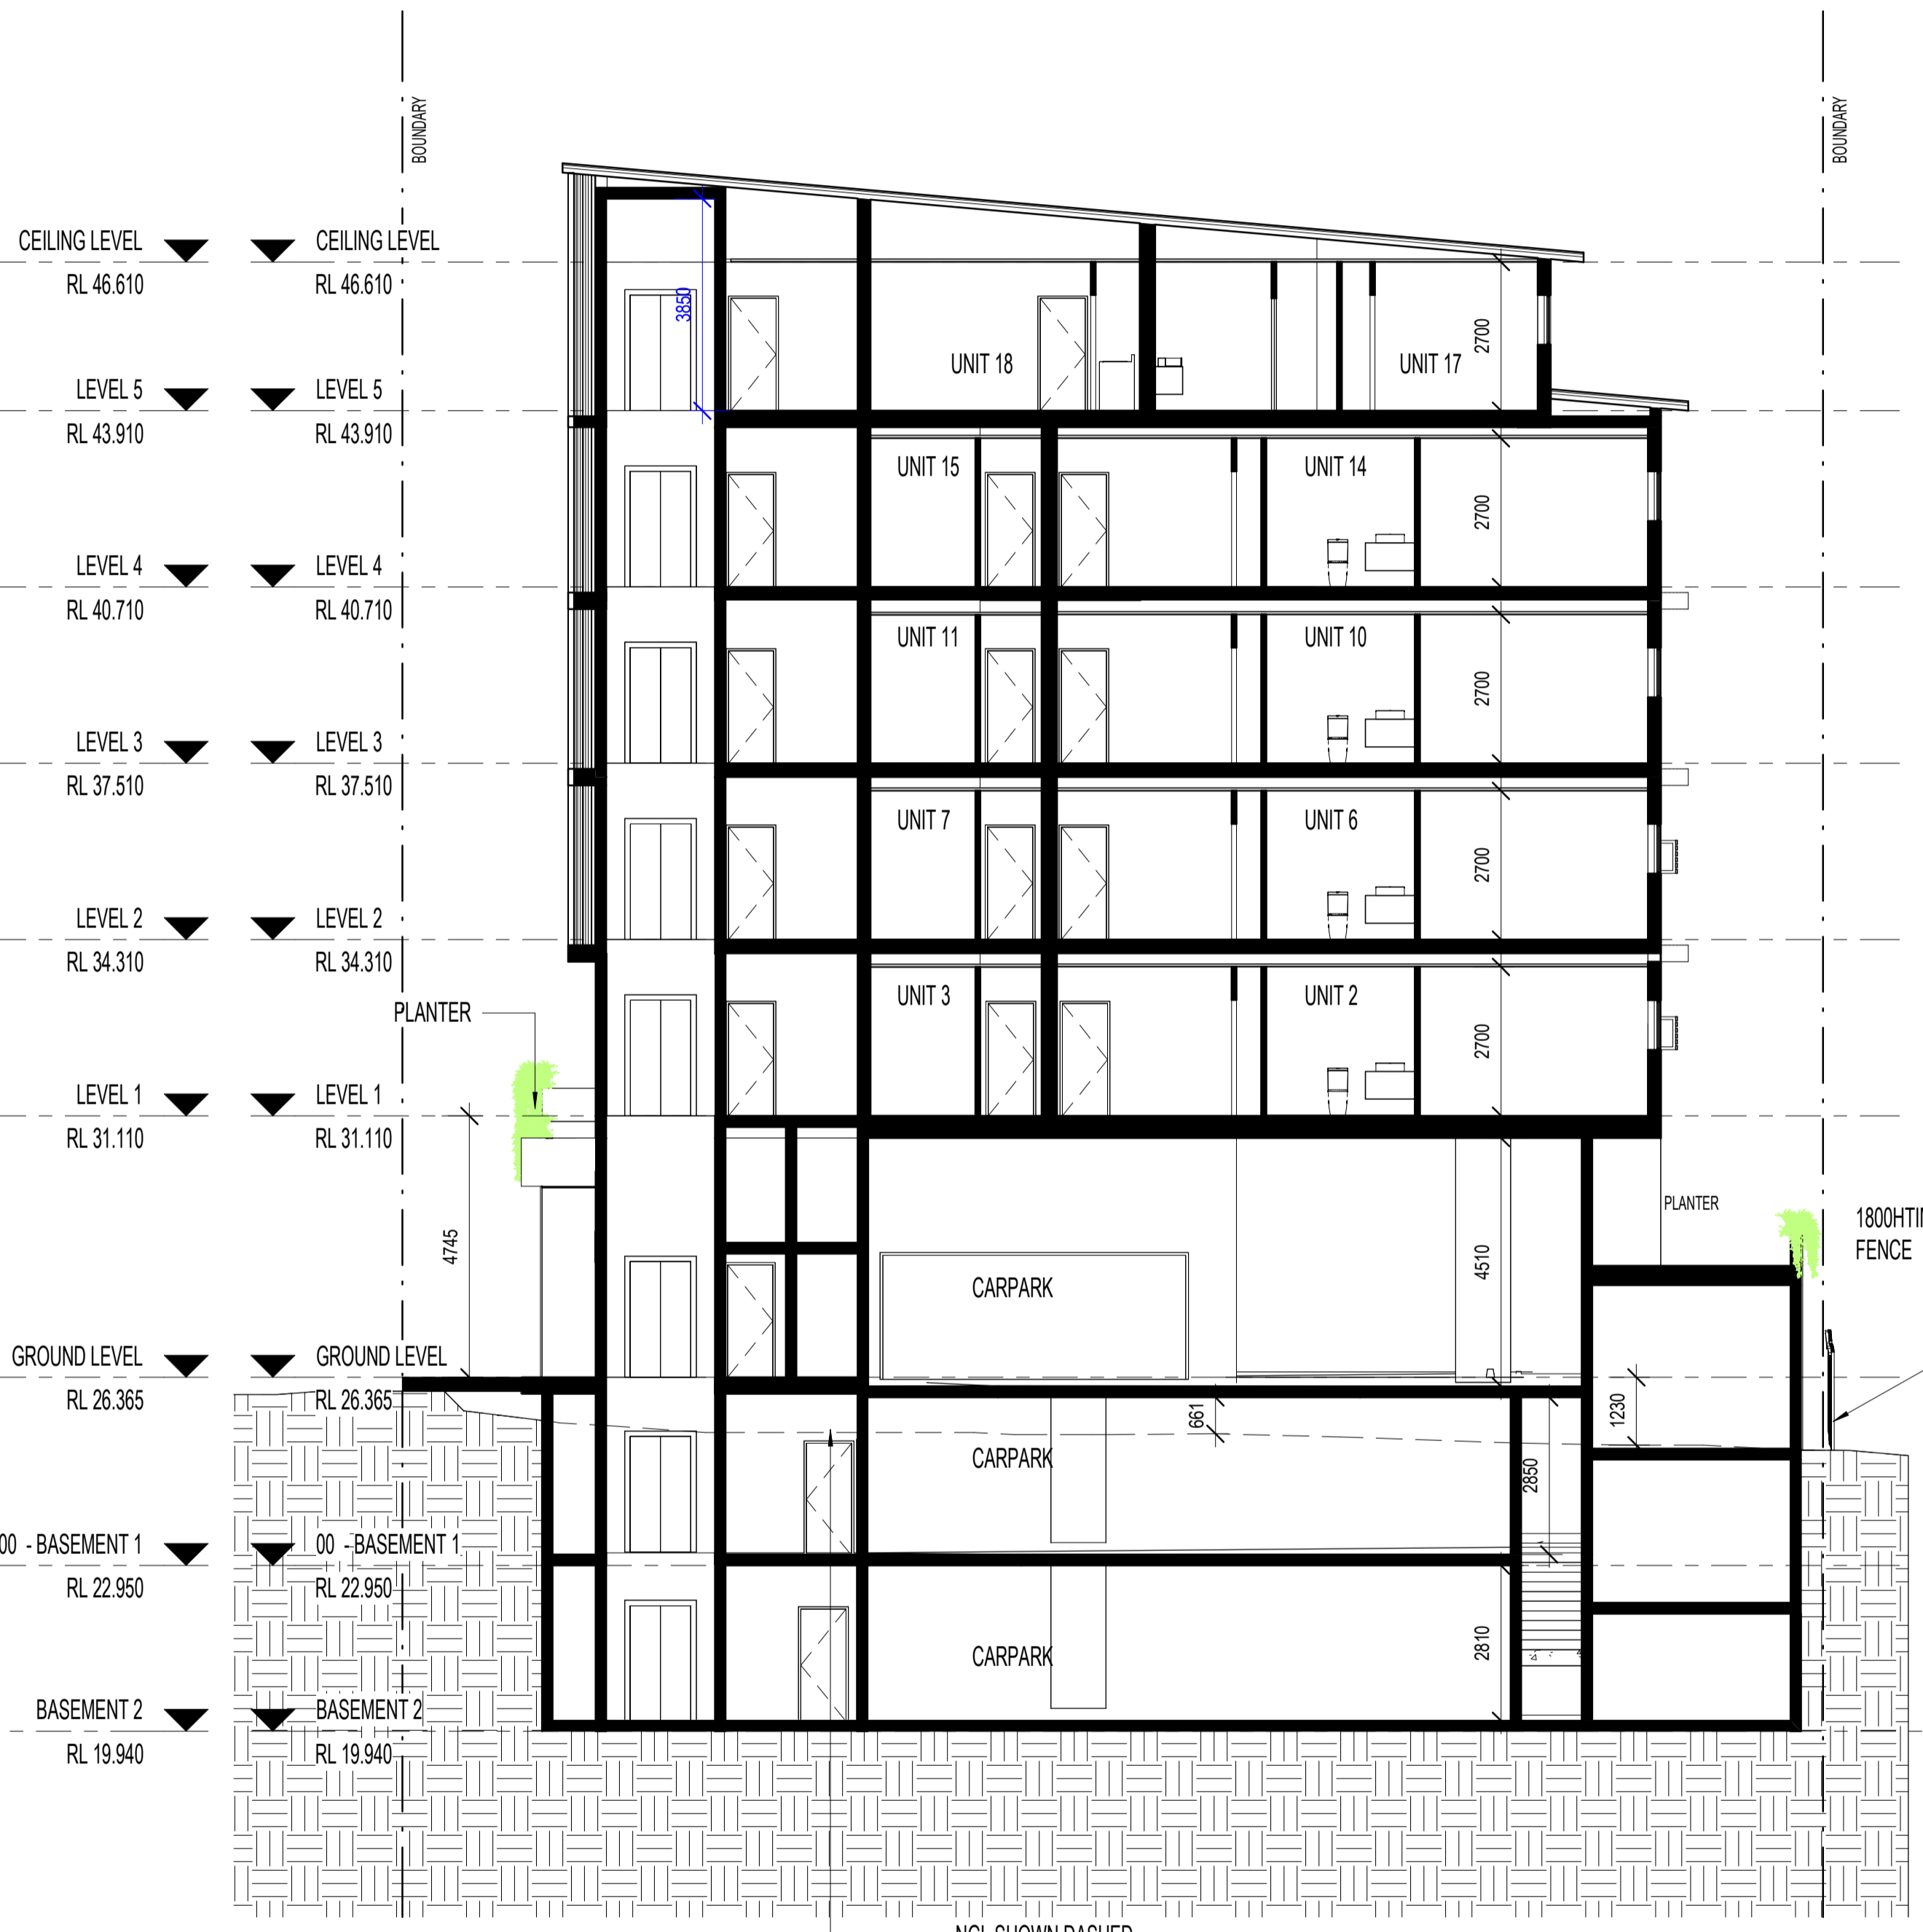 BOUNDARY
BOUNDARY
CEILING LEVEL
CEILING LEVEL
RL 46.610
RL 46.610
3850
2700
UNIT 18
UNIT 17
LEVEL 5
LEVEL 5
RL 43.910
RL 43.910
UNIT 15
UNIT 14
2700
LEVEL 4
LEVEL 4
RL 40.710
RL 40.710
UNIT 11
UNIT 10
2700
LEVEL 3
LEVEL 3
RL 37.510
RL 37.510
UNIT 7
UNIT 6
2700
LEVEL 2
LEVEL 2
RL 34.310
RL 34.310
UNIT 3
UNIT 2
PLANTER
2700
LEVEL 1
LEVEL 1
RL 31.110
RL 31.110
PLANTER
1800HTI
FENCE
4745
4510
CARPARK
GROUND LEVEL
GROUND LEVEL
RL 26.365
RL 26.365
661
1230
CARPARK
2850
00 - BASEMENT 1
00 - BASEMENT 1
RL 22.950
RL 22.950
2810
CARPARK
BASEMENT 2
BASEMENT 2
RL 19.940
RL 19.940
NGL SHOWN DASHED